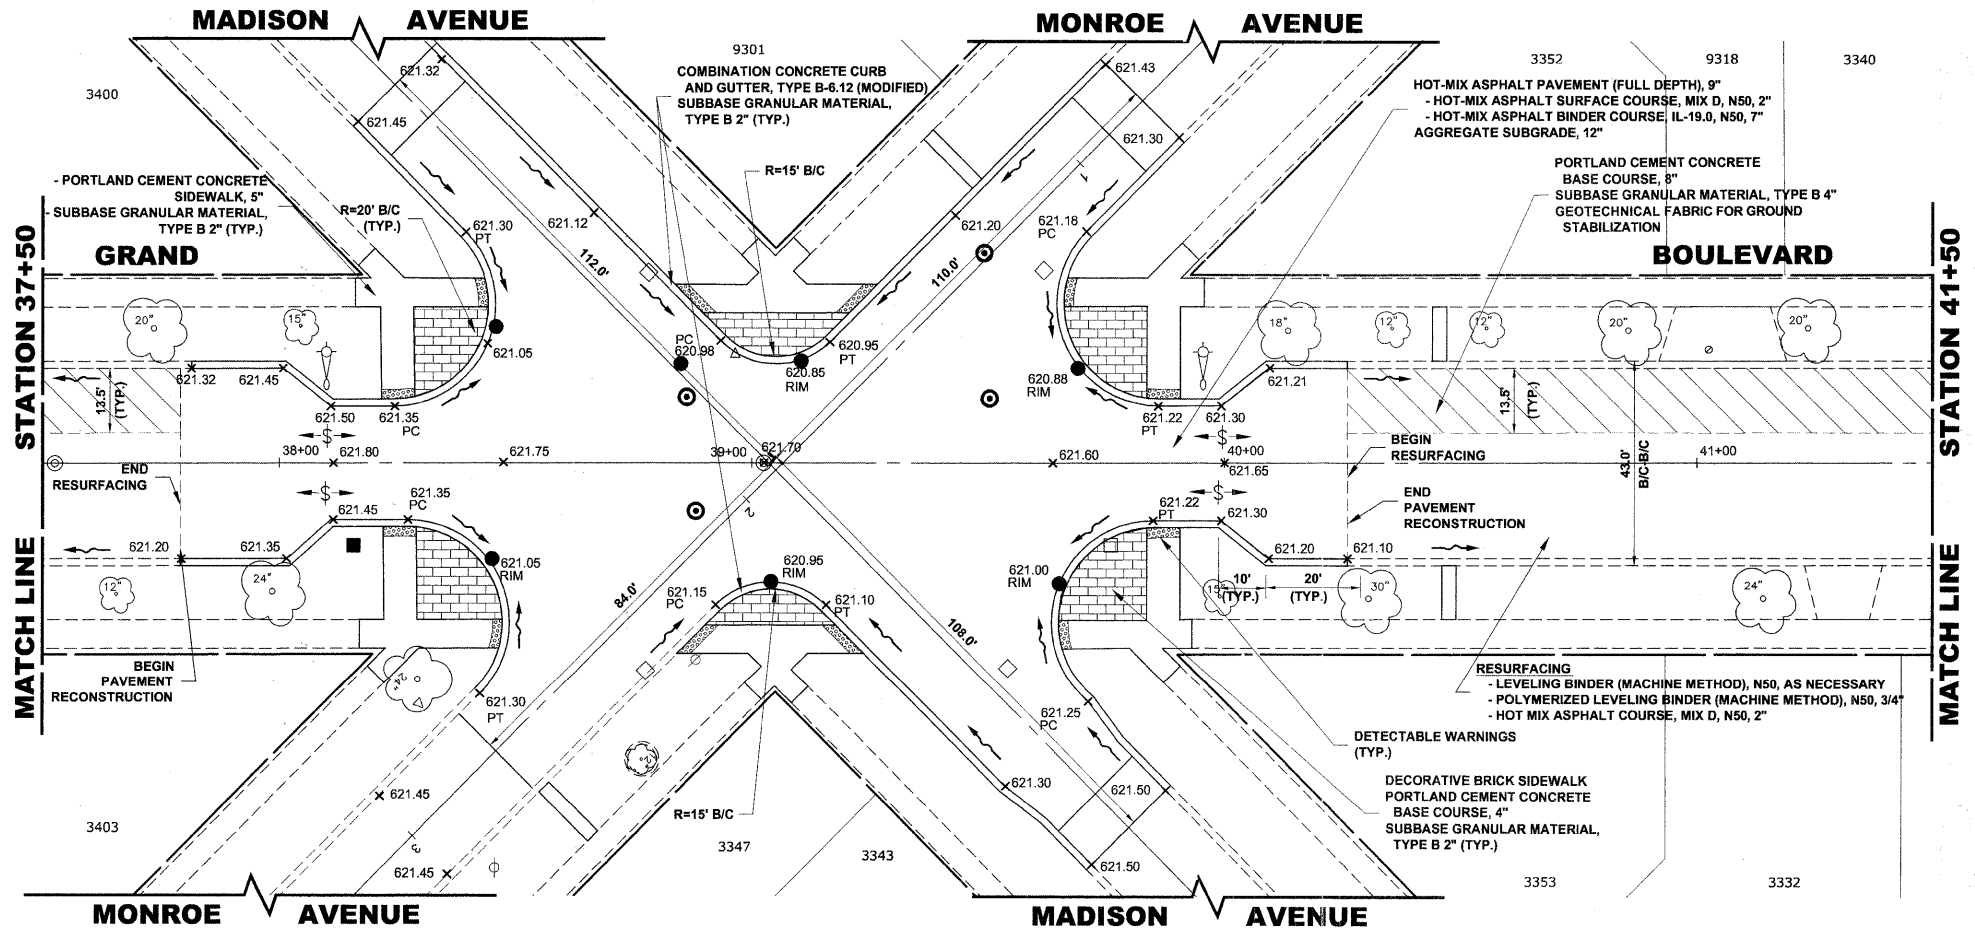 MADISON AVENUE
MONROE AVENUE
9301
3352
9318
3340
3400
COMBINATION CONCRETE CURB
AND GUTTER, TYPE B-6.12 (MODIFIED)
SUBBASE GRANULAR MATERIAL,
TYPE B 2" (TYP.)
HOT-MIX ASPHALT PAVEMENT (FULL DEPTH), 9"
- HOT-MIX ASPHALT SURFACE COURSE, MIX D, N50, 2"
- HOT-MIX ASPHALT BINDER COURSE, IL-19.0, N50, 7"
AGGREGATE SUBGRADE, 12"
PORTLAND CEMENT CONCRETE
BASE COURSE, 8"
SUBBASE GRANULAR MATERIAL, TYPE B 4"
GEOTECHNICAL FABRIC FOR GROUND
STABILIZATION
621.32
621.45
621.43
621.30
R=15' B/C
- PORTLAND CEMENT CONCRETE
SIDEWALK, 5"
- SUBBASE GRANULAR MATERIAL,
TYPE B 2" (TYP.)
R=20' B/C
(TYP.)
621.30
PT
621.12
621.20
621.18
PC
GRAND
BOULEVARD
STATION 37+50
STATION 41+50
112.0'
110.0'
1
20"
15"
18"
12"
12"
20"
20"
621.05
PC
620.98
620.85
RIM
620.95
PT
620.88
RIM
621.32
621.45
621.21
13.5'
(TYP.)
13.5'
(TYP.)
621.50
621.35
PC
621.22
PT
621.30
S
S
38+00
621.80
621.75
39+00
621.70
621.60
40+00
621.65
41+00
BEGIN
RESURFACING
END
RESURFACING
43.0'
B/C-B/C
S
S
621.45
621.35
PC
2
621.22
PT
621.30
END
PAVEMENT
RECONSTRUCTION
621.20
621.35
621.05
RIM
620.95
RIM
621.00
RIM
621.20
621.10
12"
24"
84.0'
621.15
PC
621.10
PT
108.0'
15"
10'
(TYP.)
20'
(TYP.)
30"
24"
MATCH LINE
MATCH LINE
BEGIN
PAVEMENT
RECONSTRUCTION
24"
621.30
PT
621.25
PC
RESURFACING
- LEVELING BINDER (MACHINE METHOD), N50, AS NECESSARY
- POLYMERIZED LEVELING BINDER (MACHINE METHOD), N50, 3/4"
- HOT MIX ASPHALT COURSE, MIX D, N50, 2"
DETECTABLE WARNINGS
(TYP.)
621.45
621.30
621.50
DECORATIVE BRICK SIDEWALK
PORTLAND CEMENT CONCRETE
BASE COURSE, 4"
SUBBASE GRANULAR MATERIAL,
TYPE B 2" (TYP.)
R=15' B/C
3403
3
3347
3343
621.45
621.50
3353
3332
MONROE AVENUE
MADISON AVENUE